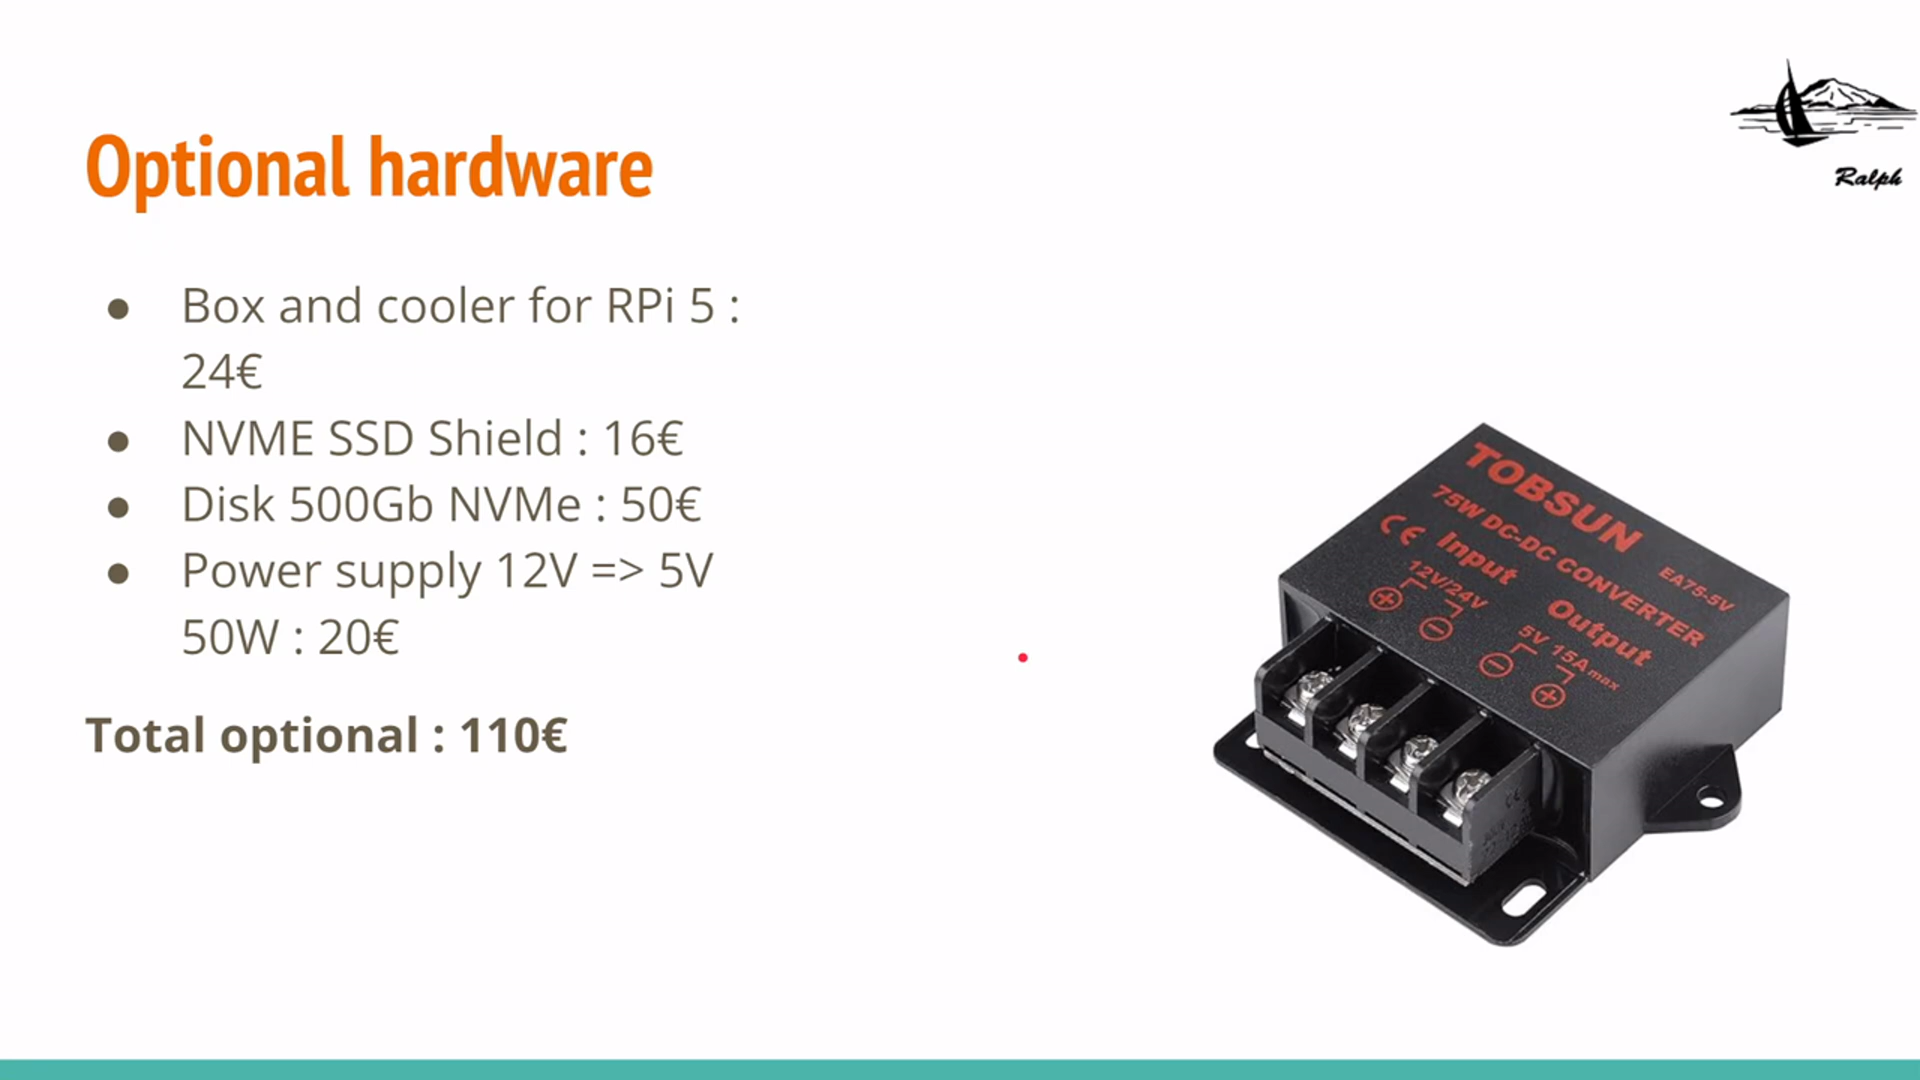 Optional hardware
Ralph
● Box and cooler for RPi 5 :
24€
● NVME SSD Shield : 16€
● Disk 500Gb NVMe : 50€
● Power supply 12V => 5V
50W : 20€
Total optional : 110€
TOBSUN
75W DC-DC CONVERTER
EA75-5V
CE Input
12V/24V
Output
5V 15Amax